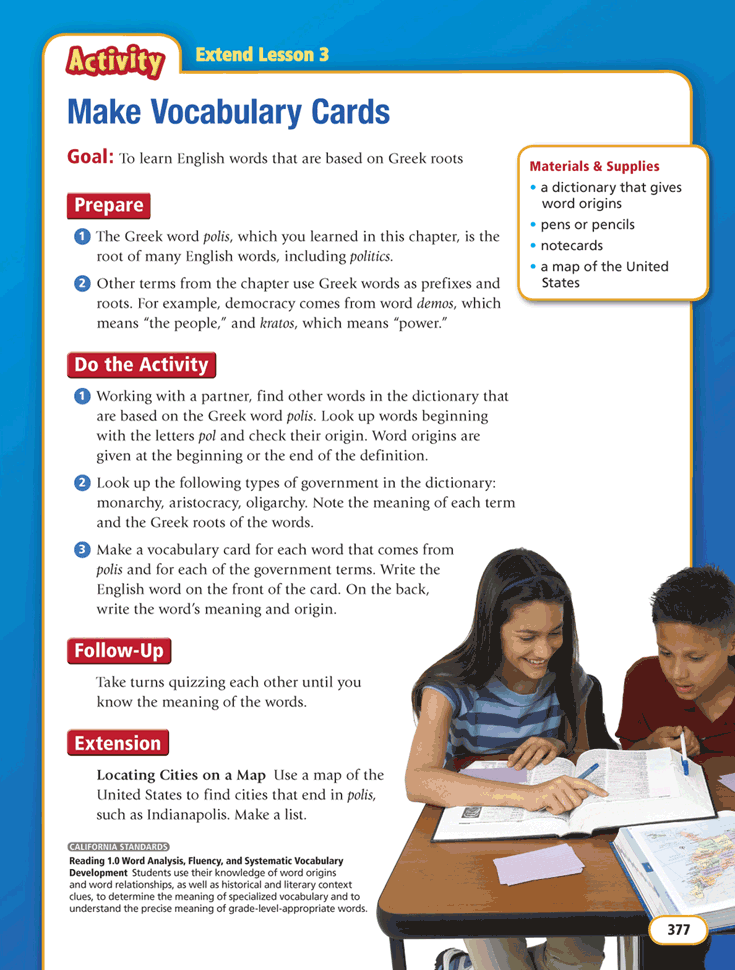 Activity
Extend Lesson 3
Make Vocabulary Cards
Goal: To learn English words that are based on Greek roots
Materials & Supplies
• a dictionary that gives
word origins
• pens or pencils
• notecards
• a map of the United
States
Prepare
1 The Greek word polis, which you learned in this chapter, is the
root of many English words, including politics.
2 Other terms from the chapter use Greek words as prefixes and
roots. For example, democracy comes from word demos, which
means “the people,” and kratos, which means “power.”
Do the Activity
1 Working with a partner, find other words in the dictionary that
are based on the Greek word polis. Look up words beginning
with the letters pol and check their origin. Word origins are
given at the beginning or the end of the definition.
2 Look up the following types of government in the dictionary:
monarchy, aristocracy, oligarchy. Note the meaning of each term
and the Greek roots of the words.
3 Make a vocabulary card for each word that comes from
polis and for each of the government terms. Write the
English word on the front of the card. On the back,
write the word’s meaning and origin.
Follow-Up
Take turns quizzing each other until you
know the meaning of the words.
Extension
Locating Cities on a Map Use a map of the
United States to find cities that end in polis,
such as Indianapolis. Make a list.
CALIFORNIA STANDARDS
Reading 1.0 Word Analysis, Fluency, and Systematic Vocabulary
Development Students use their knowledge of word origins
and word relationships, as well as historical and literary context
clues, to determine the meaning of specialized vocabulary and to
understand the precise meaning of grade-level-appropriate words.
377